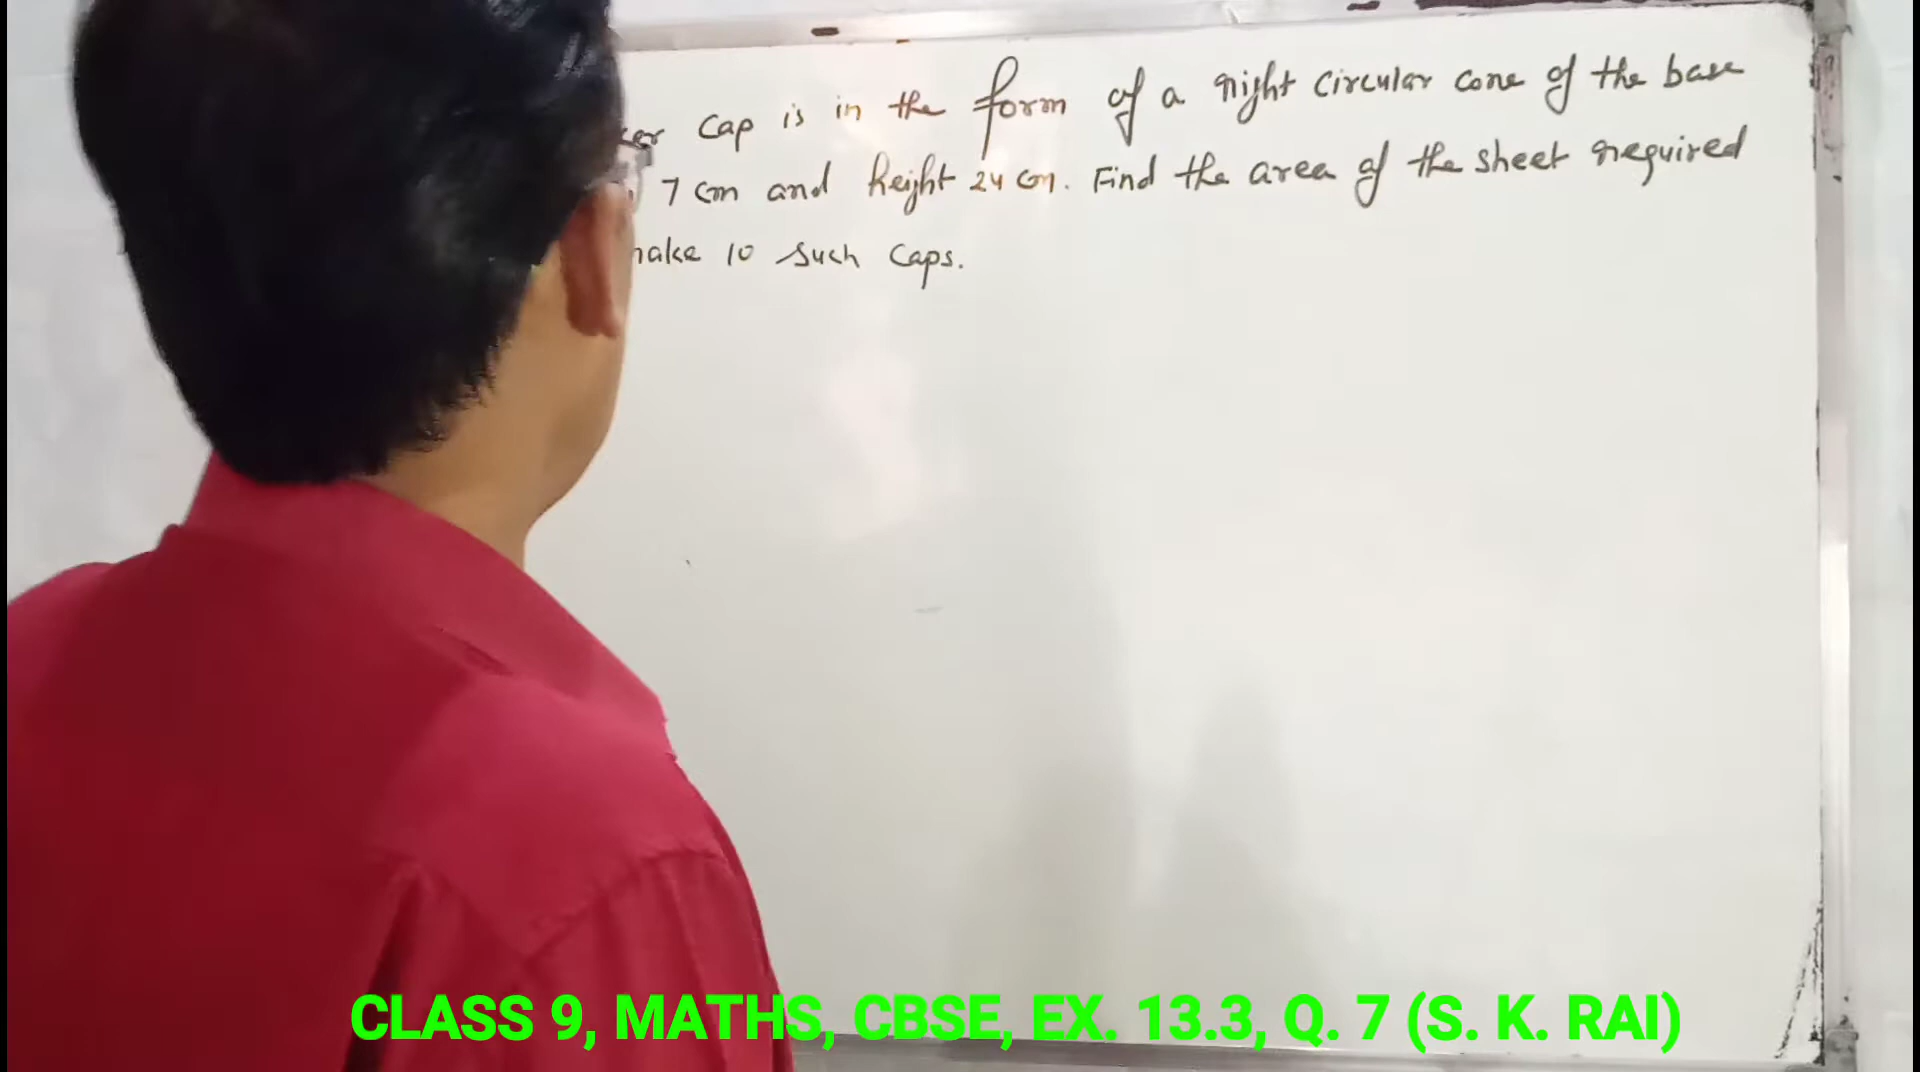 Cap is in the form of a right circular cone of the base
7 cm and height 24 cm. Find the area of the sheet required
10 such caps.
CLASS 9, MATHS, CBSE, EX. 13.3, Q. 7 (S. K. RAI)